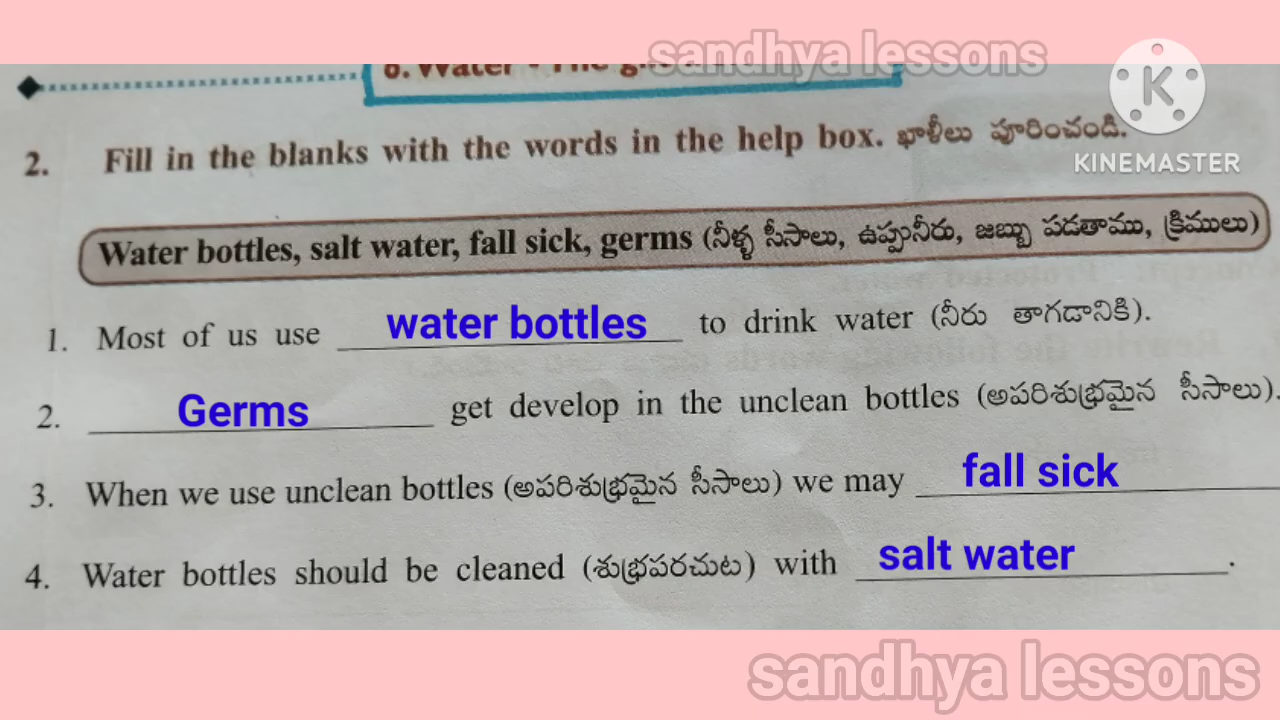 sandhya lessons
KINEMASTER
2. Fill in the blanks with the words in the help box. ఖాళీలు పూరించండి.
Water bottles, salt water, fall sick, germs (నీళ్ళ సీసాలు, ఉప్పునీరు, జబ్బు పడతాము, క్రిములు)
1. Most of us use water bottles to drink water (నీరు తాగడానికి).
2. Germs get develop in the unclean bottles (అపరిశుభ్రమైన సీసాలు).
3. When we use unclean bottles (అపరిశుభ్రమైన సీసాలు) we may fall sick
4. Water bottles should be cleaned (శుభ్రపరచుట) with salt water.
sandhya lessons